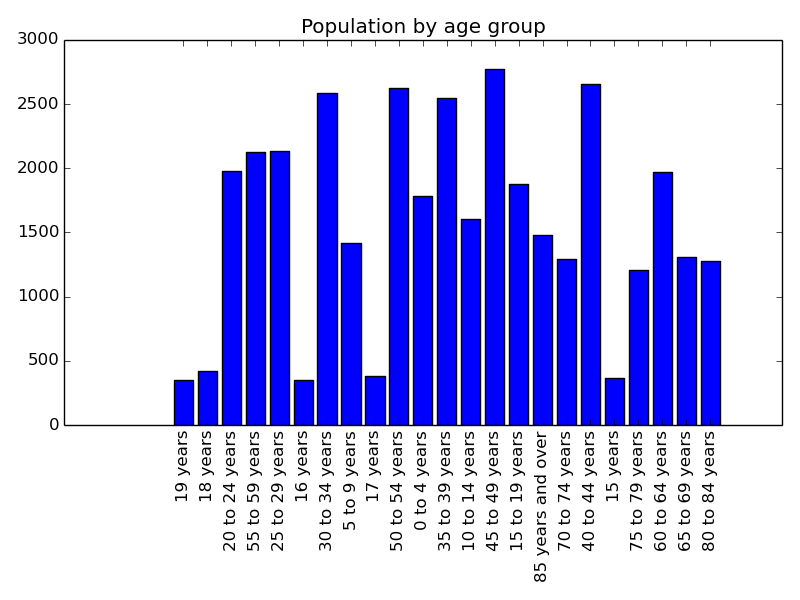 Population by age group
3000
2500
2000
1500
1000
500
0
19 years
18 years
20 to 24 years
55 to 59 years
25 to 29 years
16 years
30 to 34 years
5 to 9 years
17 years
50 to 54 years
0 to 4 years
35 to 39 years
10 to 14 years
45 to 49 years
15 to 19 years
85 years and over
70 to 74 years
40 to 44 years
15 years
75 to 79 years
60 to 64 years
65 to 69 years
80 to 84 years